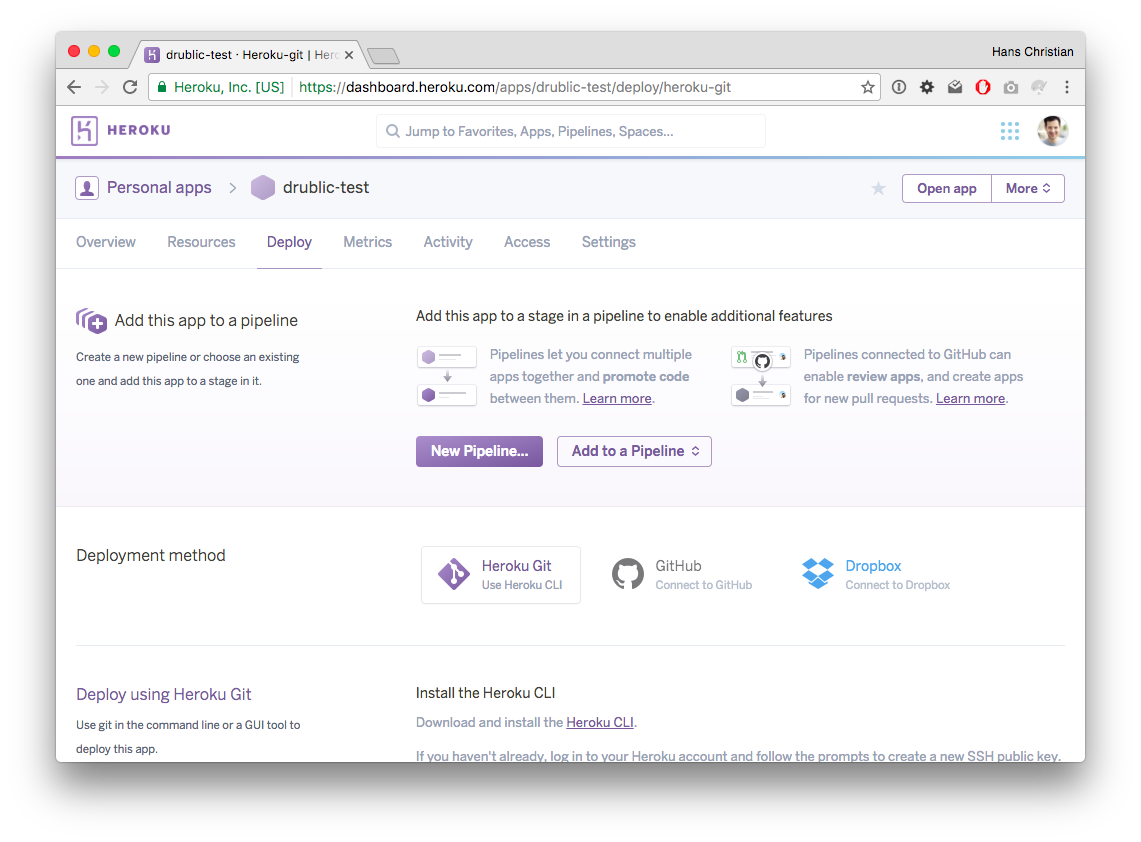 drublic-test · Heroku-git | Her
Hans Christian
Heroku, Inc. [US]
https://dashboard.heroku.com/apps/drublic-test/deploy/heroku-git
HEROKU
Jump to Favorites, Apps, Pipelines, Spaces...
Personal apps
drublic-test
Open app
More
Overview
Resources
Deploy
Metrics
Activity
Access
Settings
Add this app to a pipeline
Create a new pipeline or choose an existing
one and add this app to a stage in it.
Add this app to a stage in a pipeline to enable additional features
Pipelines let you connect multiple
apps together and promote code
between them. Learn more.
Pipelines connected to GitHub can
enable review apps, and create apps
for new pull requests. Learn more.
New Pipeline...
Add to a Pipeline
Deployment method
Heroku Git
Use Heroku CLI
GitHub
Connect to GitHub
Dropbox
Connect to Dropbox
Deploy using Heroku Git
Use git in the command line or a GUI tool to
deploy this app.
Install the Heroku CLI
Download and install the Heroku CLI.
If you haven't already, log in to your Heroku account and follow the prompts to create a new SSH public key.